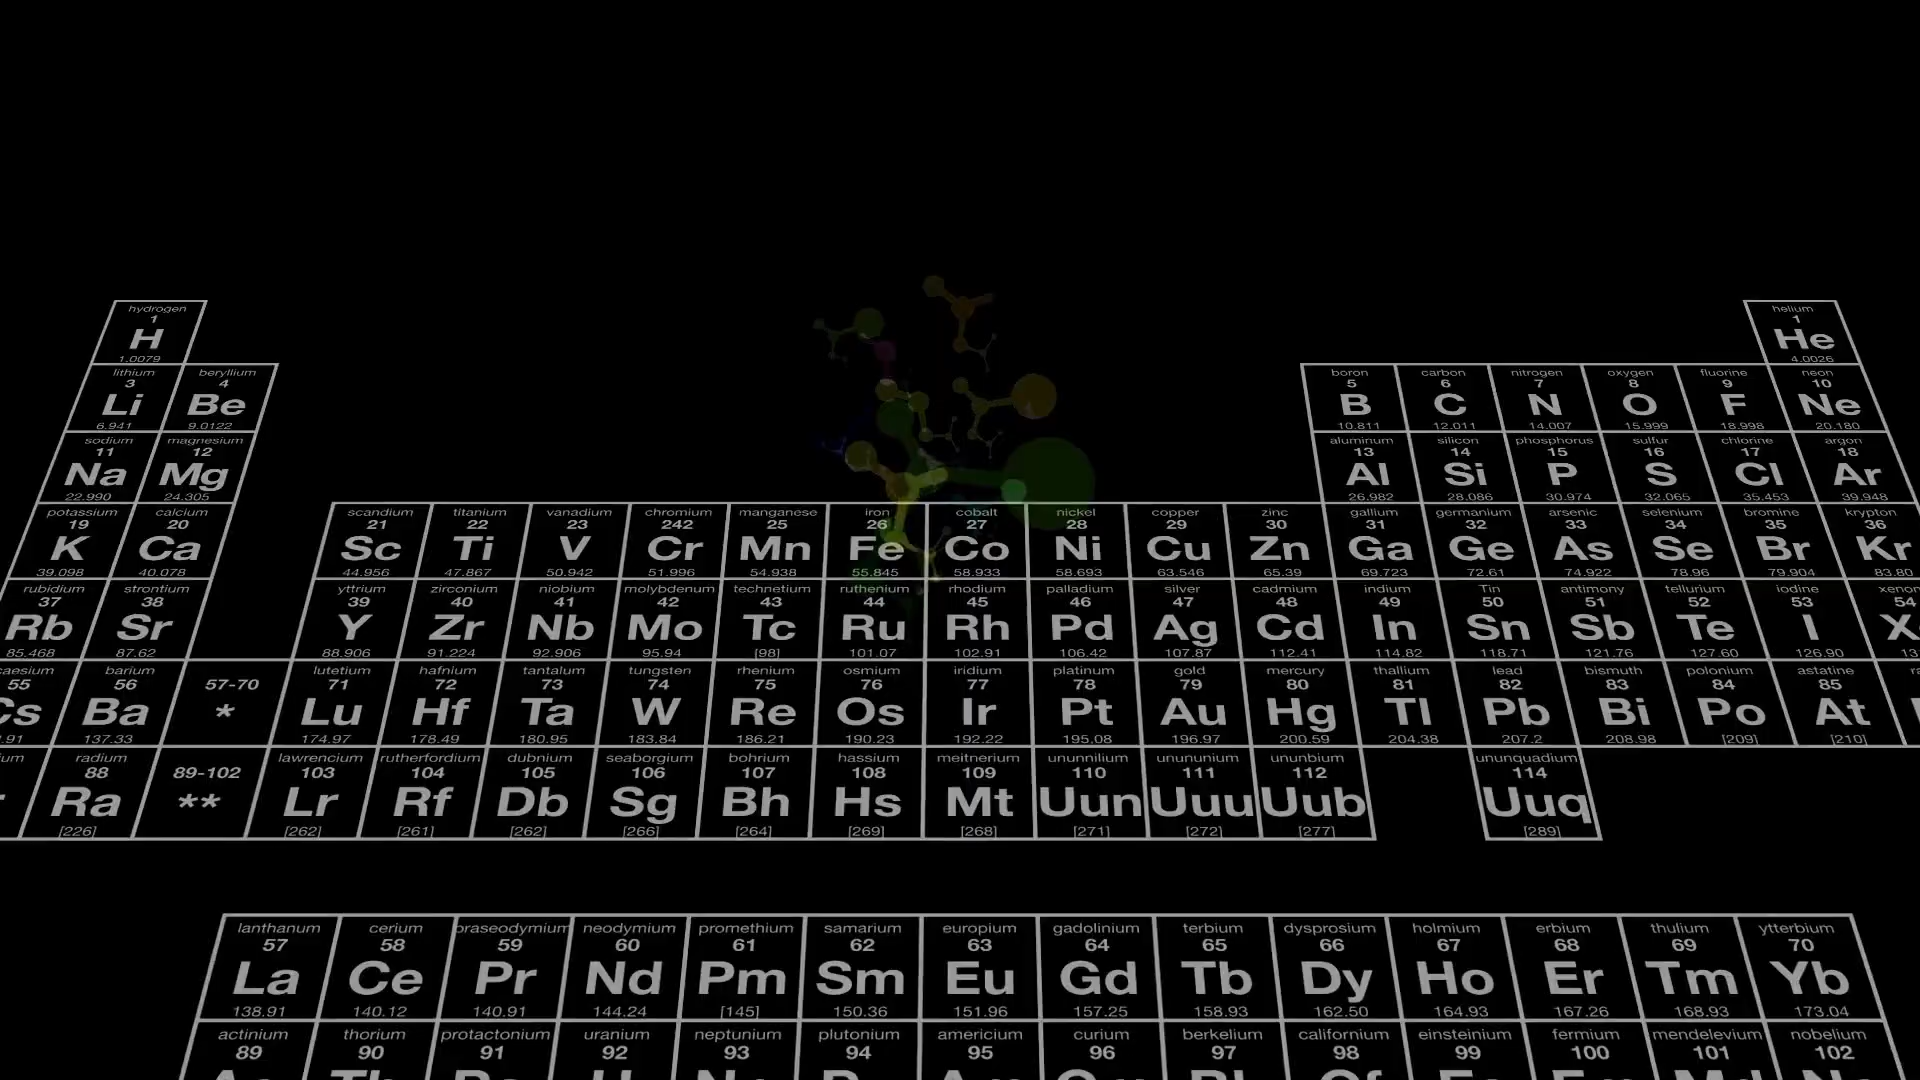 hydrogen helium
1 1
H He
1.0079 4.0026
lithium beryllium boron carbon nitrogen oxygen fluorine neon
3 4 5 6 7 8 9 10
Li Be B C N O F Ne
6.941 9.0122 10.811 12.011 14.007 15.999 18.998 20.180
sodium magnesium aluminum silicon phosphorus sulfur chlorine argon
11 12 13 14 15 16 17 18
Na Mg Al Si P S Cl Ar
22.990 24.305 26.982 28.086 30.974 32.065 35.453 39.948
potassium calcium scandium titanium vanadium chromium manganese iron cobalt nickel copper zinc gallium germanium arsenic selenium bromine krypton
19 20 21 22 23 242 25 26 27 28 29 30 31 32 33 34 35 36
K Ca Sc Ti V Cr Mn Fe Co Ni Cu Zn Ga Ge As Se Br Kr
39.098 40.078 44.956 47.867 50.942 51.996 54.938 55.845 58.933 58.693 63.546 65.39 69.723 72.61 74.922 78.96 79.904 83.80
rubidium strontium yttrium zirconium niobium molybdenum technetium ruthenium rhodium palladium silver cadmium indium Tin antimony tellurium iodine xenon
37 38 39 40 41 42 43 44 45 46 47 48 49 50 51 52 53 54
Rb Sr Y Zr Nb Mo Tc Ru Rh Pd Ag Cd In Sn Sb Te I X
85.468 87.62 88.906 91.224 92.906 95.94 [98] 101.07 102.91 106.42 107.87 112.41 114.82 118.71 121.76 127.60 126.90
caesium barium lutetium hafnium tantalum tungsten rhenium osmium iridium platinum gold mercury thallium lead bismuth polonium astatine
55 56 57-70 71 72 73 74 75 76 77 78 79 80 81 82 83 84 85
Cs Ba * Lu Hf Ta W Re Os Ir Pt Au Hg Tl Pb Bi Po At
.91 137.33 174.97 178.49 180.95 183.84 186.21 190.23 192.22 195.08 196.97 200.59 204.38 207.2 208.98 [209] [210]
ium radium lawrencium rutherfordium dubnium seaborgium bohrium hassium meitnerium ununnilium unununium ununbium ununquadium
88 89-102 103 104 105 106 107 108 109 110 111 112 114
Ra ** Lr Rf Db Sg Bh Hs Mt Uun Uuu Uub Uuq
[226] [262] [261] [262] [266] [264] [269] [268] [271] [272] [277] [289]
lanthanum cerium praseodymium neodymium promethium samarium europium gadolinium terbium dysprosium holmium erbium thulium ytterbium
57 58 59 60 61 62 63 64 65 66 67 68 69 70
La Ce Pr Nd Pm Sm Eu Gd Tb Dy Ho Er Tm Yb
138.91 140.12 140.91 144.24 [145] 150.36 151.96 157.25 158.93 162.50 164.93 167.26 168.93 173.04
actinium thorium protactonium uranium neptunium plutonium americium curium berkelium californium einsteinium fermium mendelevium nobelium
89 90 91 92 93 94 95 96 97 98 99 100 101 102